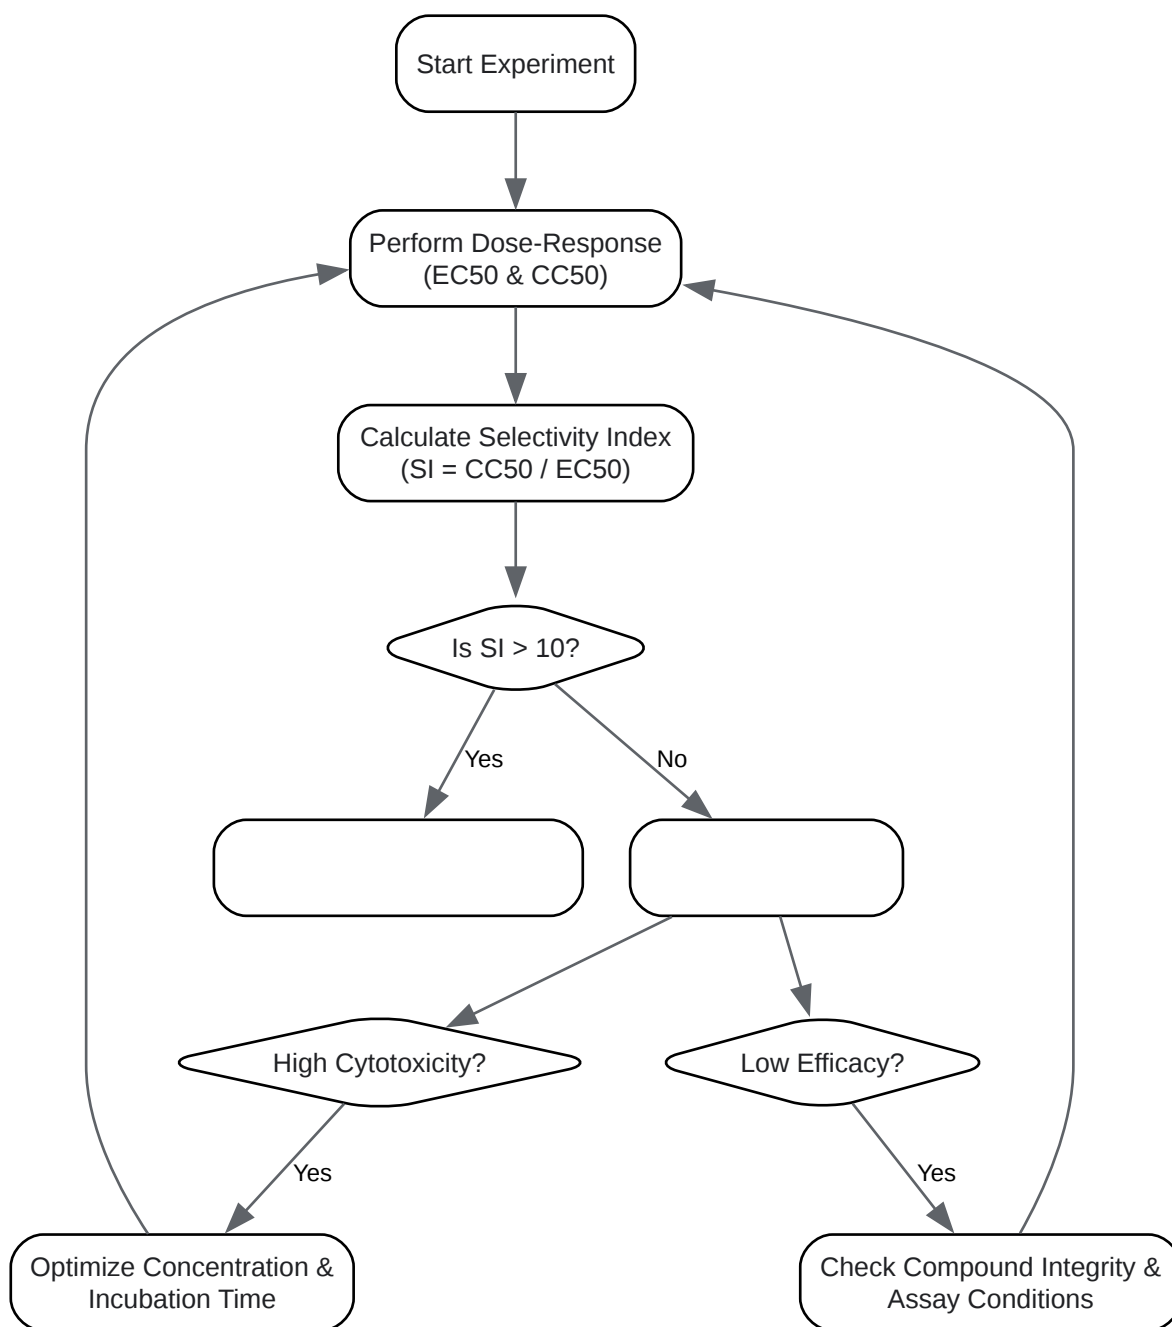 Start Experiment
Perform Dose-Response
(EC50 & CC50)
Calculate Selectivity Index
(SI = CC50 / EC50)
Is SI > 10?
Yes
No
High Cytotoxicity?
Low Efficacy?
Yes
Yes
Optimize Concentration &
Incubation Time
Check Compound Integrity &
Assay Conditions